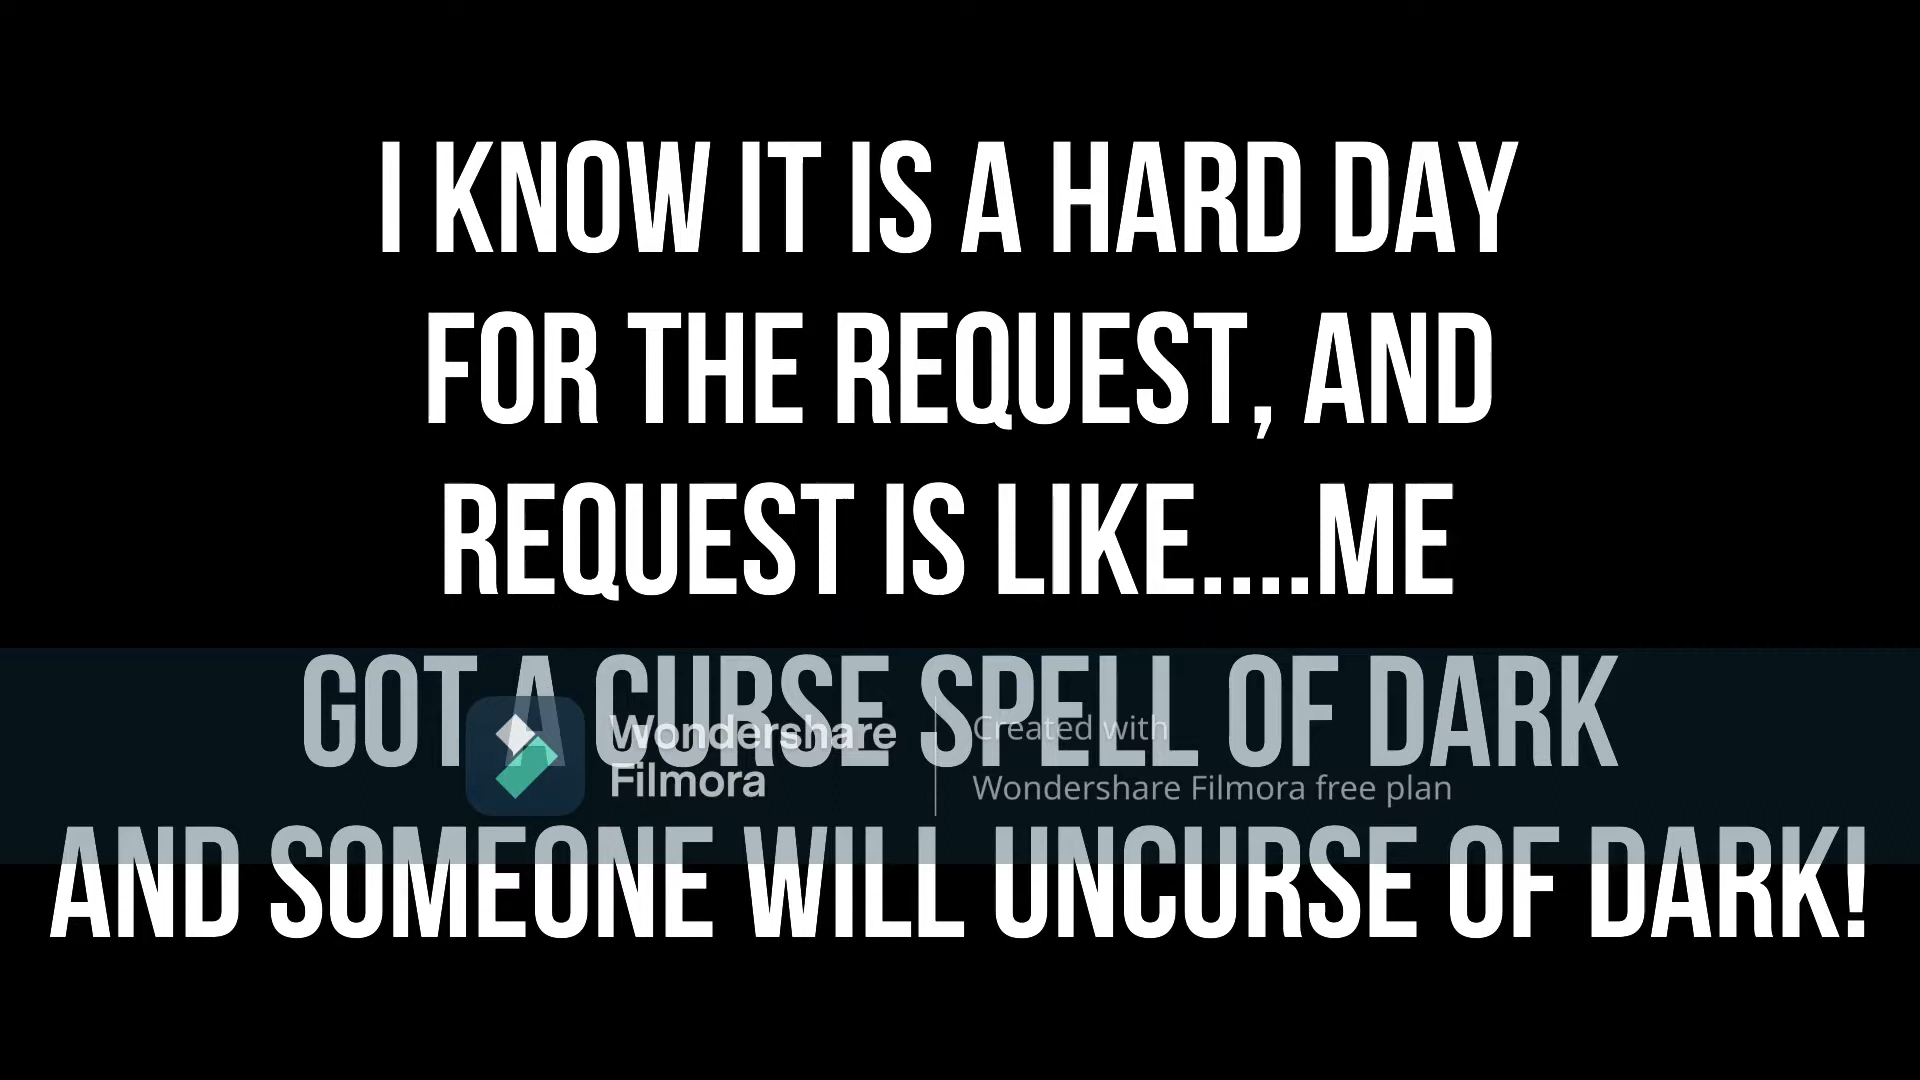 I KNOW IT IS A HARD DAY
FOR THE REQUEST, AND
REQUEST IS LIKE....ME
GOT A CURSE SPELL OF DARK
Wondershare
Filmora
Created with
Wondershare Filmora free plan
AND SOMEONE WILL UNCURSE OF DARK!